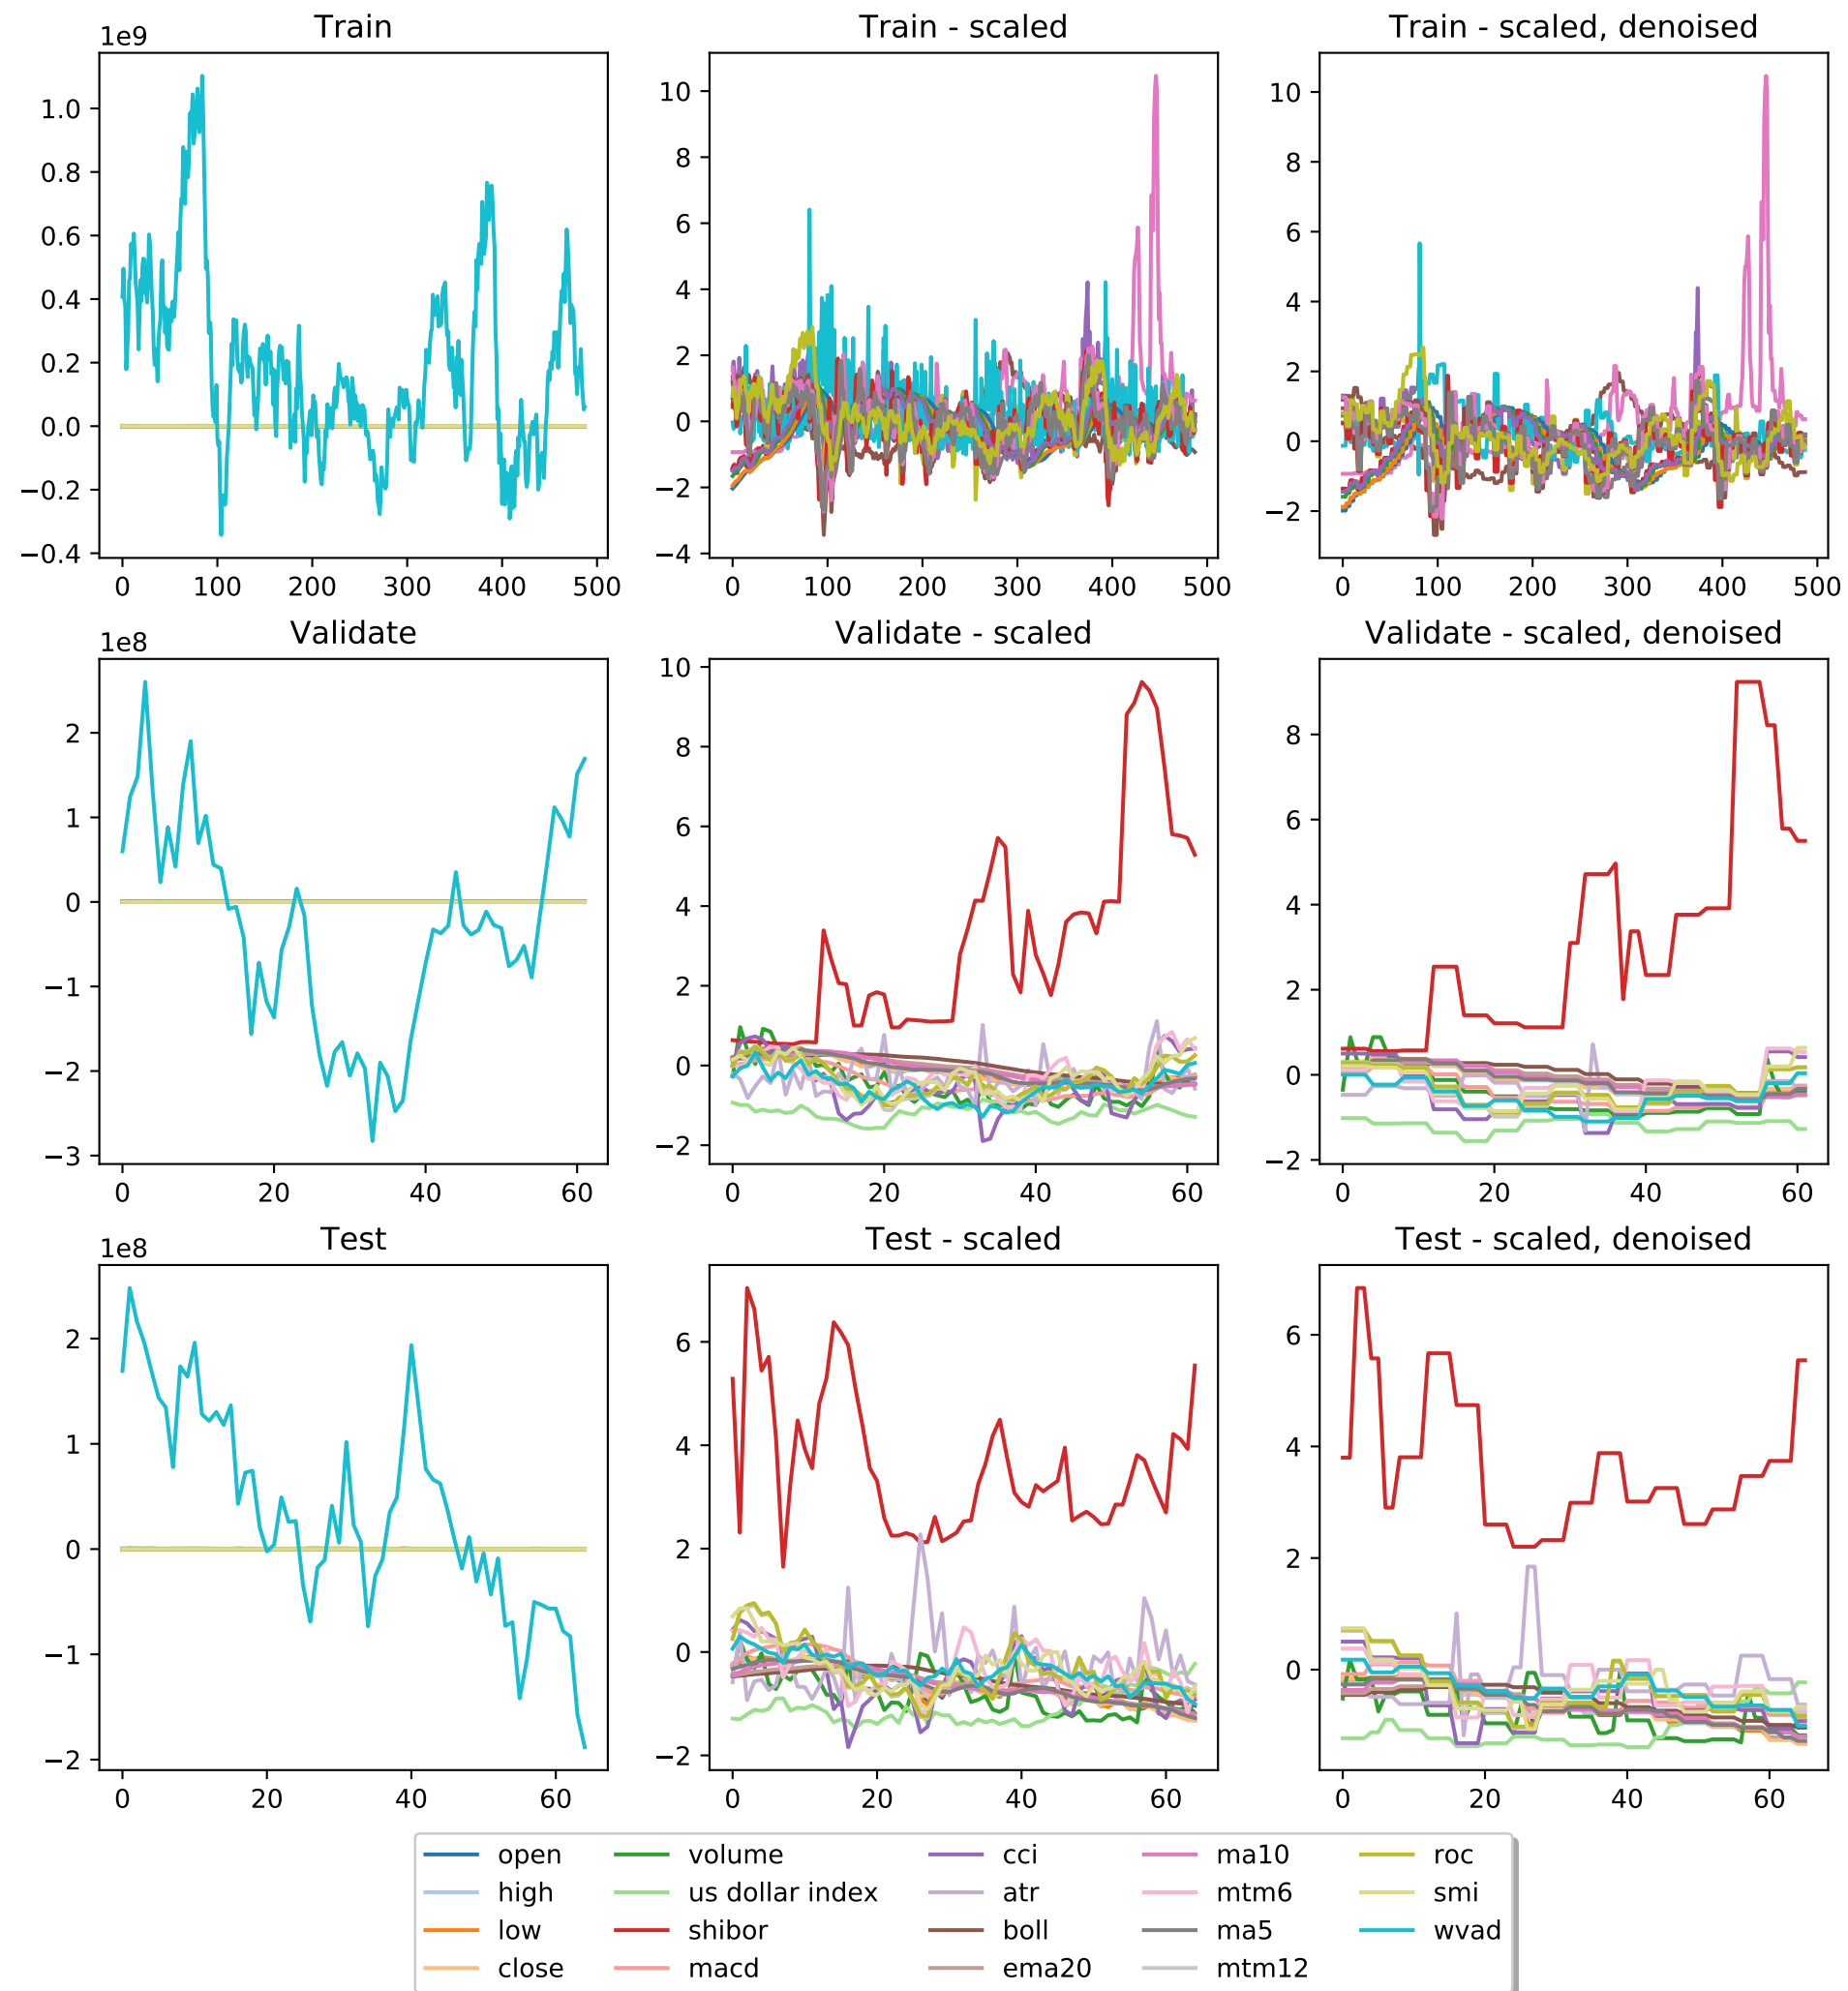 Train
Train - scaled
Train - scaled, denoised
1e9
1.0
0.8
0.6
0.4
0.2
0.0
−0.2
−0.4
0 100 200 300 400 500
10
8
6
4
2
0
−2
−4
0 100 200 300 400 500
10
8
6
4
2
0
−2
0 100 200 300 400 500
Validate
Validate - scaled
Validate - scaled, denoised
1e8
2
1
0
−1
−2
−3
0 20 40 60
10
8
6
4
2
0
−2
0 20 40 60
8
6
4
2
0
−2
0 20 40 60
Test
Test - scaled
Test - scaled, denoised
1e8
2
1
0
−1
−2
0 20 40 60
6
4
2
0
−2
0 20 40 60
6
4
2
0
0 20 40 60
open volume cci ma10 roc
high us dollar index atr mtm6 smi
low shibor boll ma5 wvad
close macd ema20 mtm12